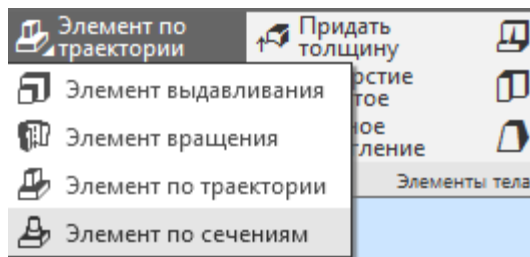 Элемент по
траектории
Придать
толщину
Элемент выдавливания
Элемент вращения
Элемент по траектории
Элемент по сечениям
Элементы тела